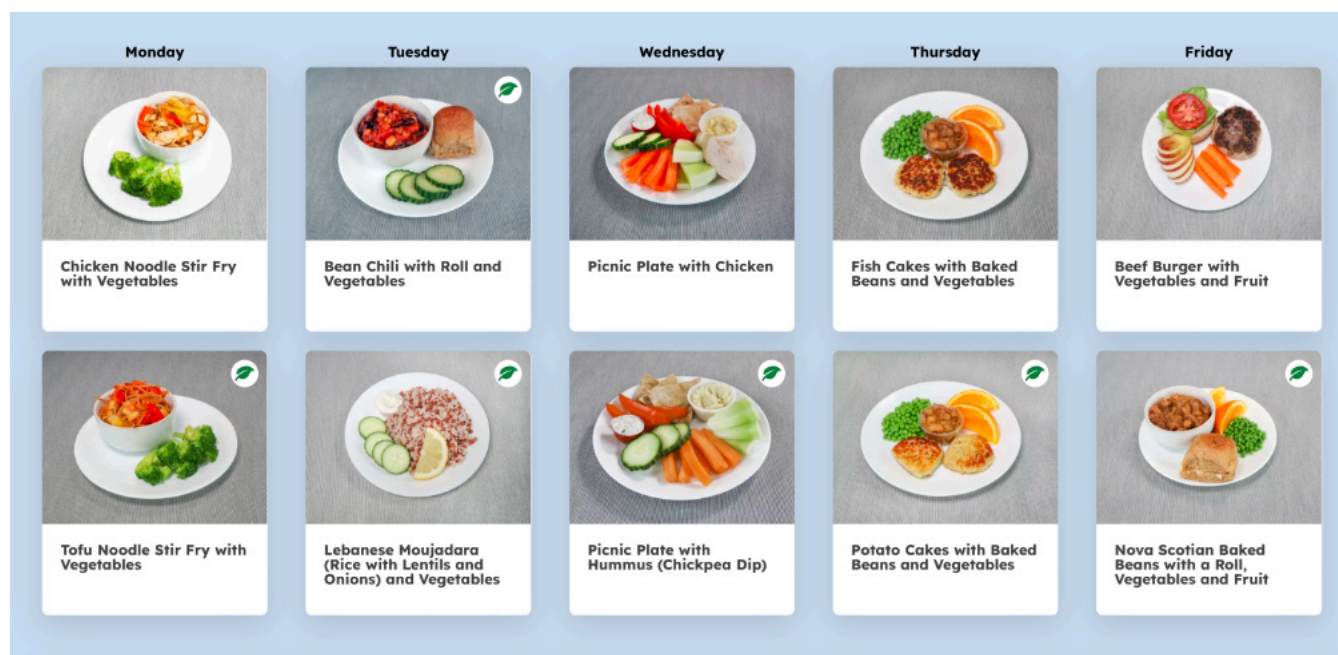 Monday
Tuesday
Wednesday
Thursday
Friday
Chicken Noodle Stir Fry
with Vegetables
Bean Chili with Roll and
Vegetables
Picnic Plate with Chicken
Fish Cakes with Baked
Beans and Vegetables
Beef Burger with
Vegetables and Fruit
Tofu Noodle Stir Fry with
Vegetables
Lebanese Moujadara
(Rice with Lentils and
Onions) and Vegetables
Picnic Plate with
Hummus (Chickpea Dip)
Potato Cakes with Baked
Beans and Vegetables
Nova Scotian Baked
Beans with a Roll,
Vegetables and Fruit